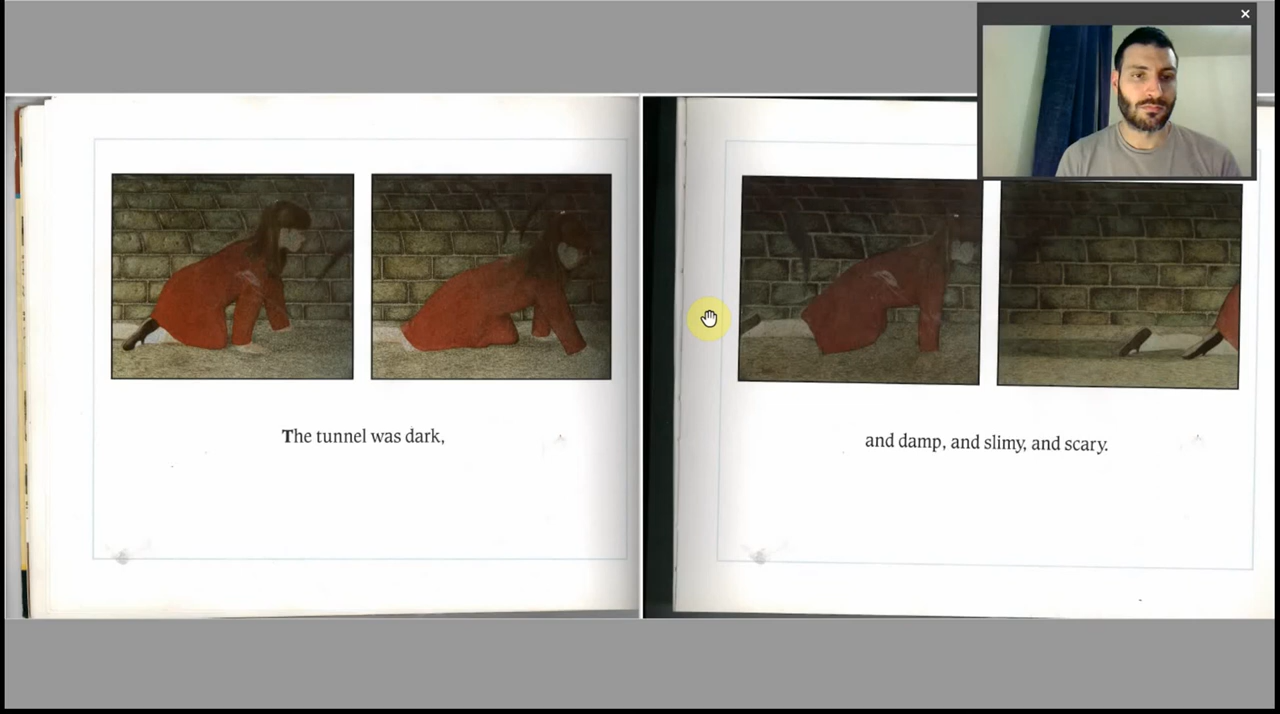 The tunnel was dark,
and damp, and slimy, and scary.